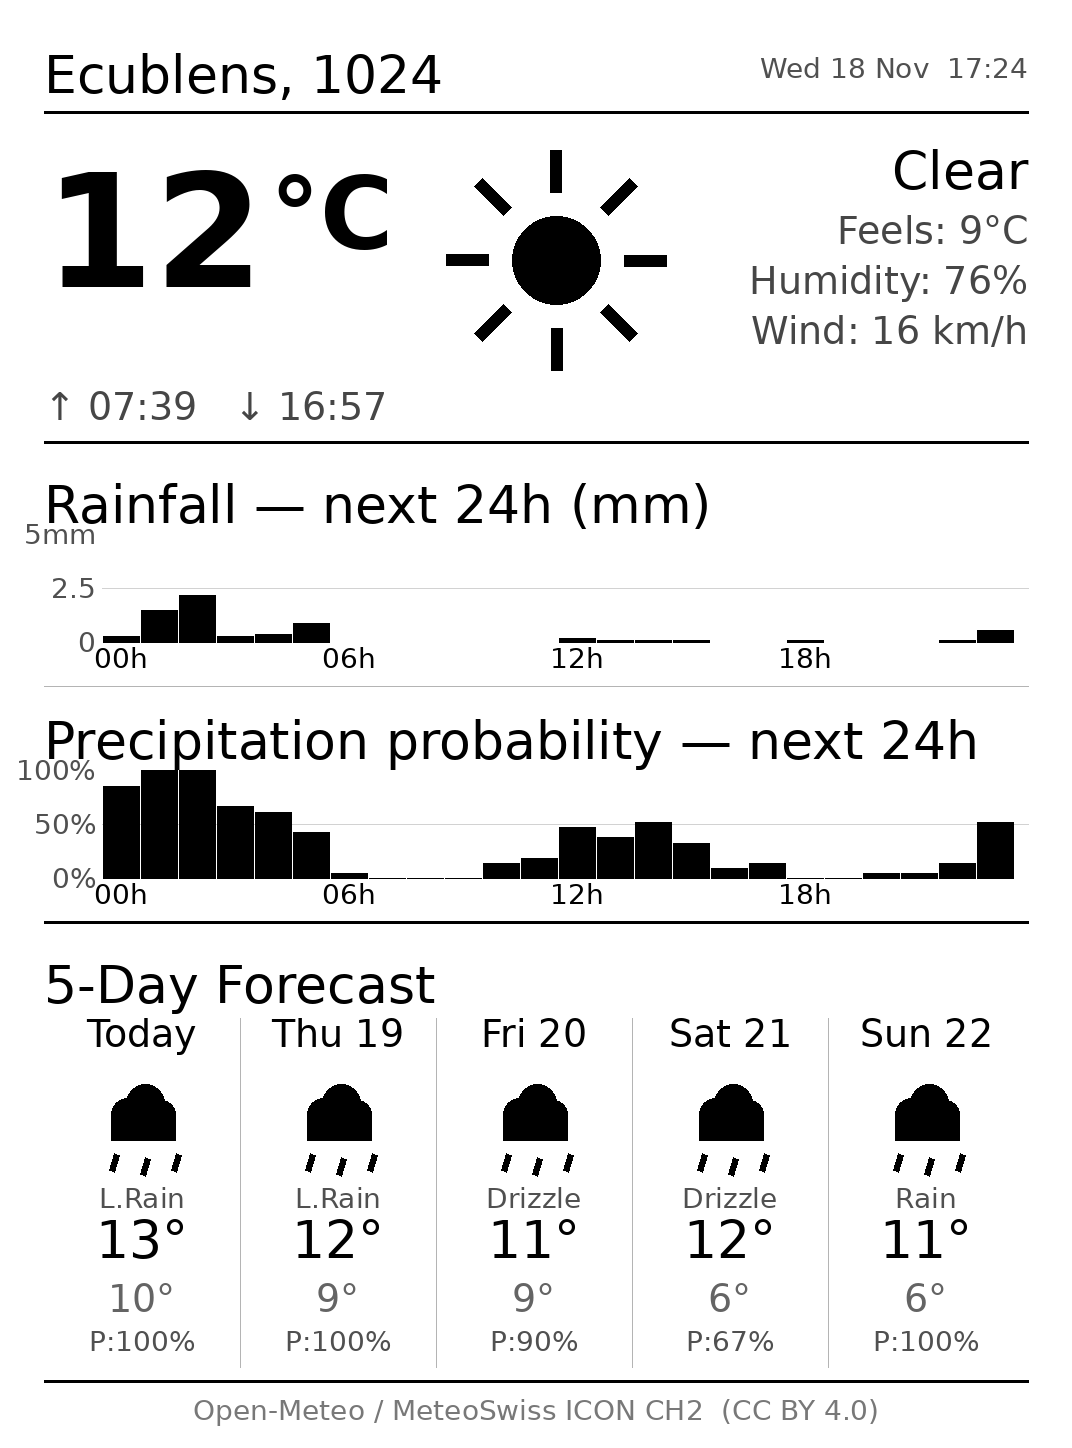 Ecublens, 1024
Wed 18 Nov  17:24
12°C
Clear
Feels: 9°C
Humidity: 76%
Wind: 16 km/h
↑ 07:39   ↓ 16:57
Rainfall — next 24h (mm)
5mm
2.5
0
00h 06h 12h 18h
Precipitation probability — next 24h
100%
50%
0%
00h 06h 12h 18h
5-Day Forecast
Today Thu 19 Fri 20 Sat 21 Sun 22
L.Rain L.Rain Drizzle Drizzle Rain
13° 12° 11° 12° 11°
10° 9° 9° 6° 6°
P:100% P:100% P:90% P:67% P:100%
Open-Meteo / MeteoSwiss ICON CH2  (CC BY 4.0)